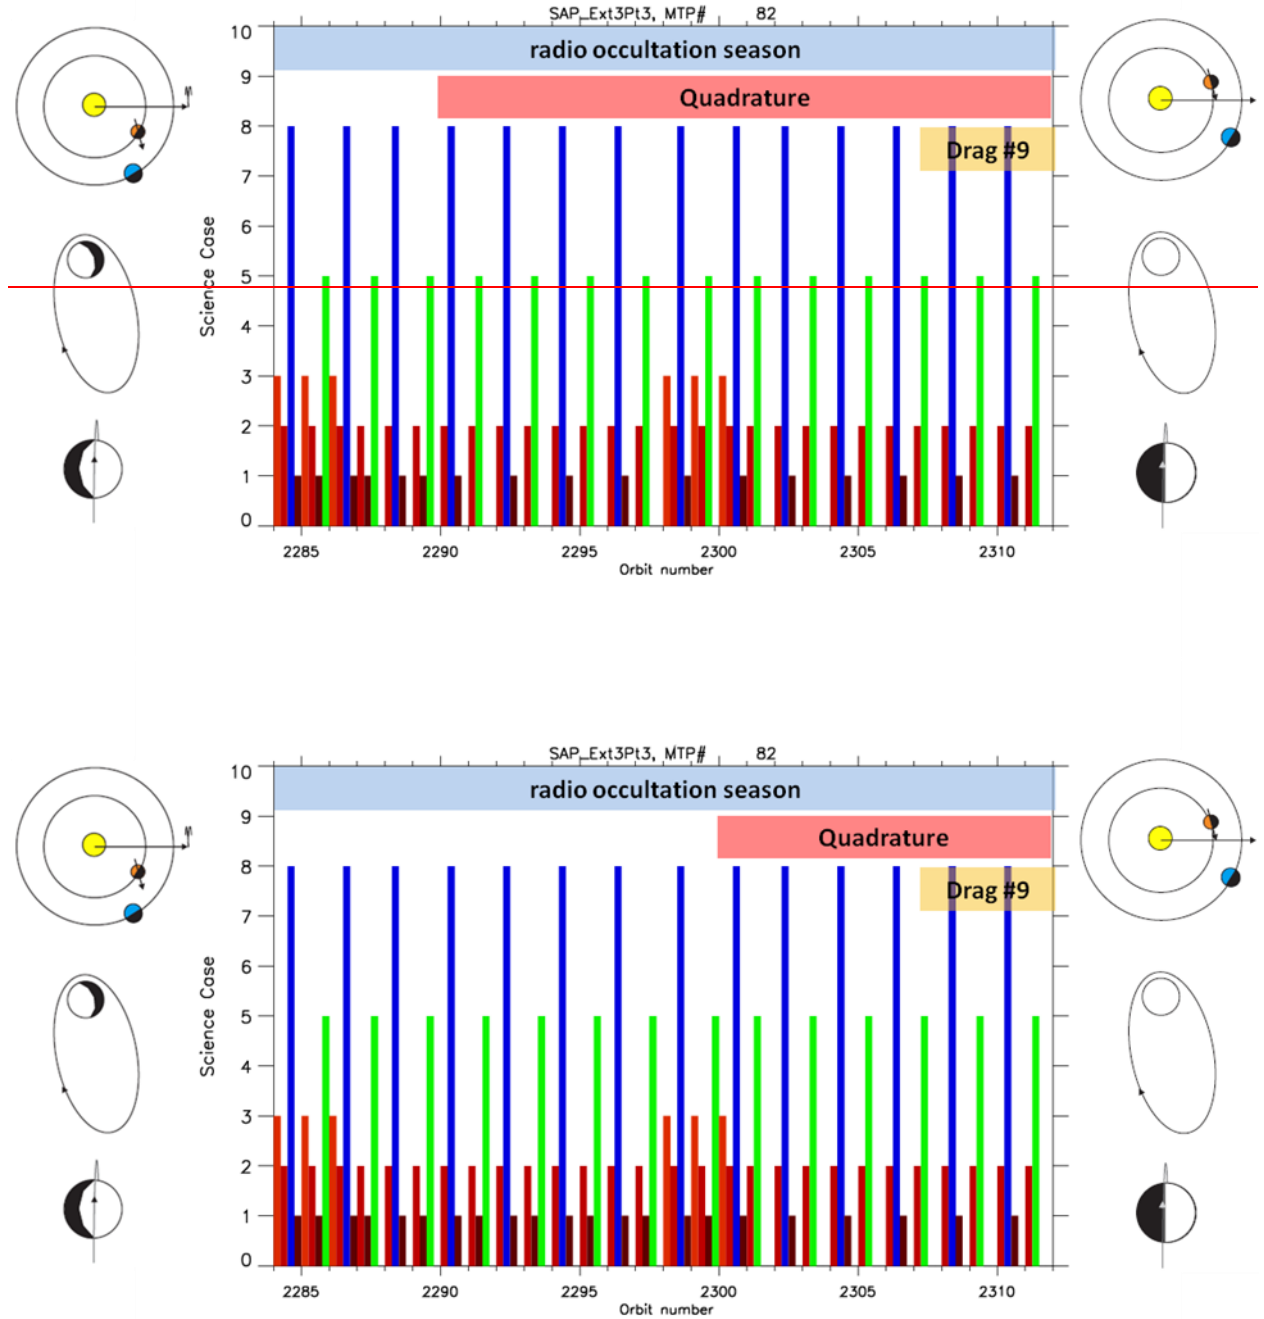 SAP_Ext3Pt3, MTP# 82
radio occultation season
Quadrature
Drag #9
10
9
8
7
6
5
4
3
2
1
0
Science Case
2285 2290 2295 2300 2305 2310
Orbit number
SAP_Ext3Pt3, MTP# 82
radio occultation season
Quadrature
Drag #9
10
9
8
7
6
5
4
3
2
1
0
Science Case
2285 2290 2295 2300 2305 2310
Orbit number